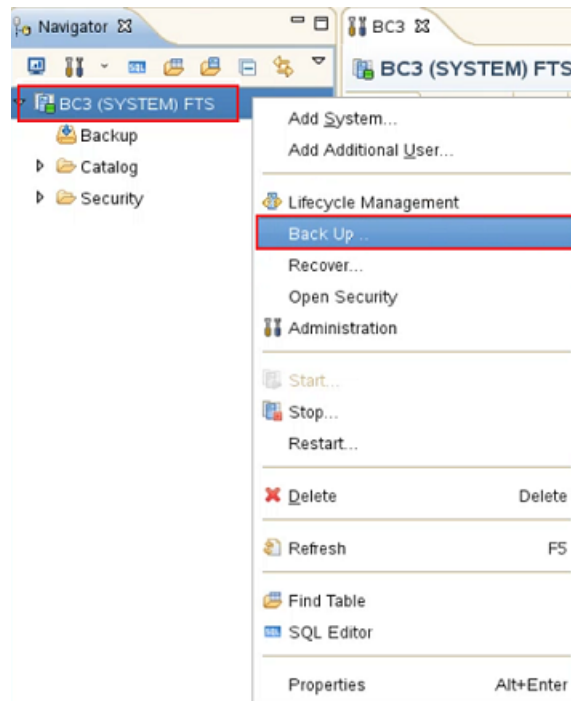 Navigator
BC3
SQL
BC3 (SYSTEM) FTS
BC3 (SYSTEM) FTS
Backup
Catalog
Security
Add System...
Add Additional User...
Lifecycle Management
Back Up ..
Recover...
Open Security
Administration
Start...
Stop...
Restart...
Delete Delete
Refresh F5
Find Table
SQL SQL Editor
Properties Alt+Enter